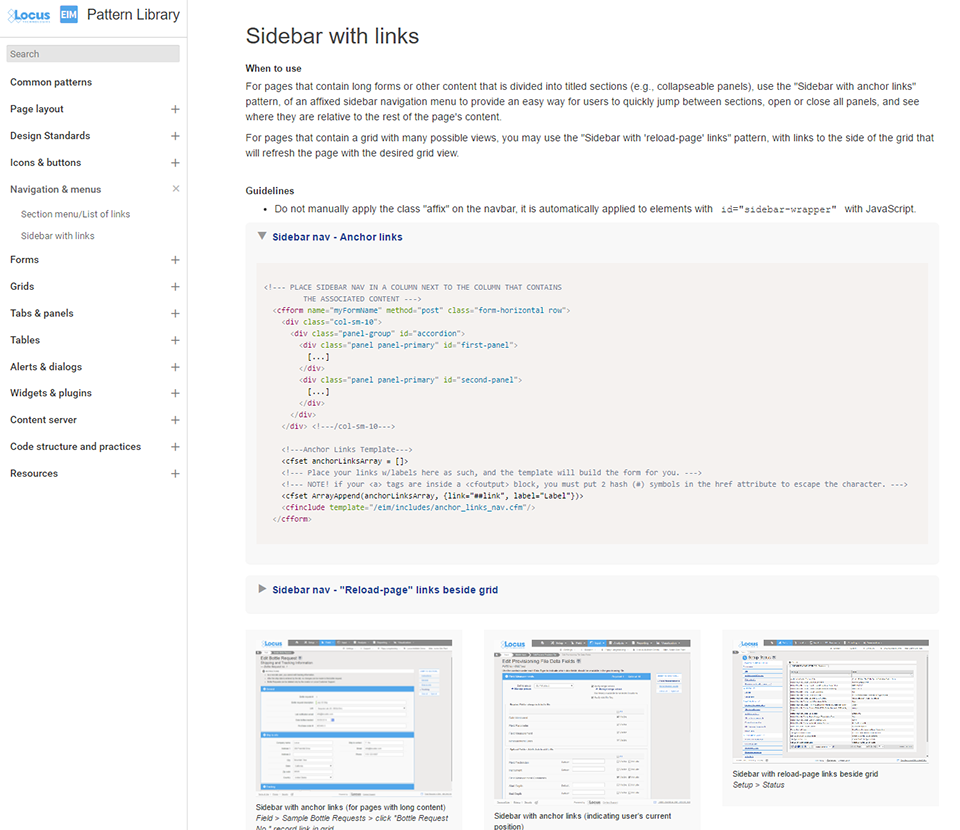 Locus EIM Pattern Library
Search
Common patterns
Page layout +
Design Standards +
Icons & buttons +
Navigation & menus ×
Section menu/List of links
Sidebar with links
Forms +
Grids +
Tabs & panels +
Tables +
Alerts & dialogs +
Widgets & plugins +
Content server +
Code structure and practices +
Resources +
Sidebar with links
When to use
For pages that contain long forms or other content that is divided into titled sections (e.g., collapseable panels), use the "Sidebar with anchor links"
pattern, of an affixed sidebar navigation menu to provide an easy way for users to quickly jump between sections, open or close all panels, and see
where they are relative to the rest of the page's content.
For pages that contain a grid with many possible views, you may use the "Sidebar with 'reload-page' links" pattern, with links to the side of the grid that
will refresh the page with the desired grid view.
Guidelines
• Do not manually apply the class "affix" on the navbar, it is automatically applied to elements with id="sidebar-wrapper" with JavaScript.
Sidebar nav - Anchor links
<!--- PLACE SIDEBAR NAV IN A COLUMN NEXT TO THE COLUMN THAT CONTAINS
THE ASSOCIATED CONTENT --->
<cfform name="myFormName" method="post" class="form-horizontal row">
<div class="col-sm-10">
<div class="panel-group" id="accordion">
<div class="panel panel-primary" id="first-panel">
[...]
</div>
<div class="panel panel-primary" id="second-panel">
[...]
</div>
</div>
</div> <!---/col-sm-10--->
<!---Anchor Links Template--->
<cfset anchorLinksArray = []>
<!--- Place your links w/labels here as such, and the template will build the form for you. --->
<!--- NOTE! if your <a> tags are inside a <cfoutput> block, you must put 2 hash (#) symbols in the href attribute to escape the character. --->
<cfset ArrayAppend(anchorLinksArray, {link="##link", label="Label"})>
<cfinclude template="/eim/includes/anchor_links_nav.cfm"/>
</cfform>
Sidebar nav - "Reload-page" links beside grid
Locus
Edit Bottle Request
Shipping and Tracking Information
Sidebar with anchor links (for pages with long content)
Field > Sample Bottle Requests > click "Bottle Request
No." record link in grid
Locus
Edit Provisioning File Data Fields
Sidebar with anchor links (indicating user's current
position)
Locus
Setup Status
Sidebar with reload-page links beside grid
Setup > Status